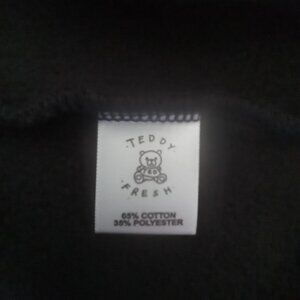 TEDDY
FRESH
65% COTTON
35% POLYESTER